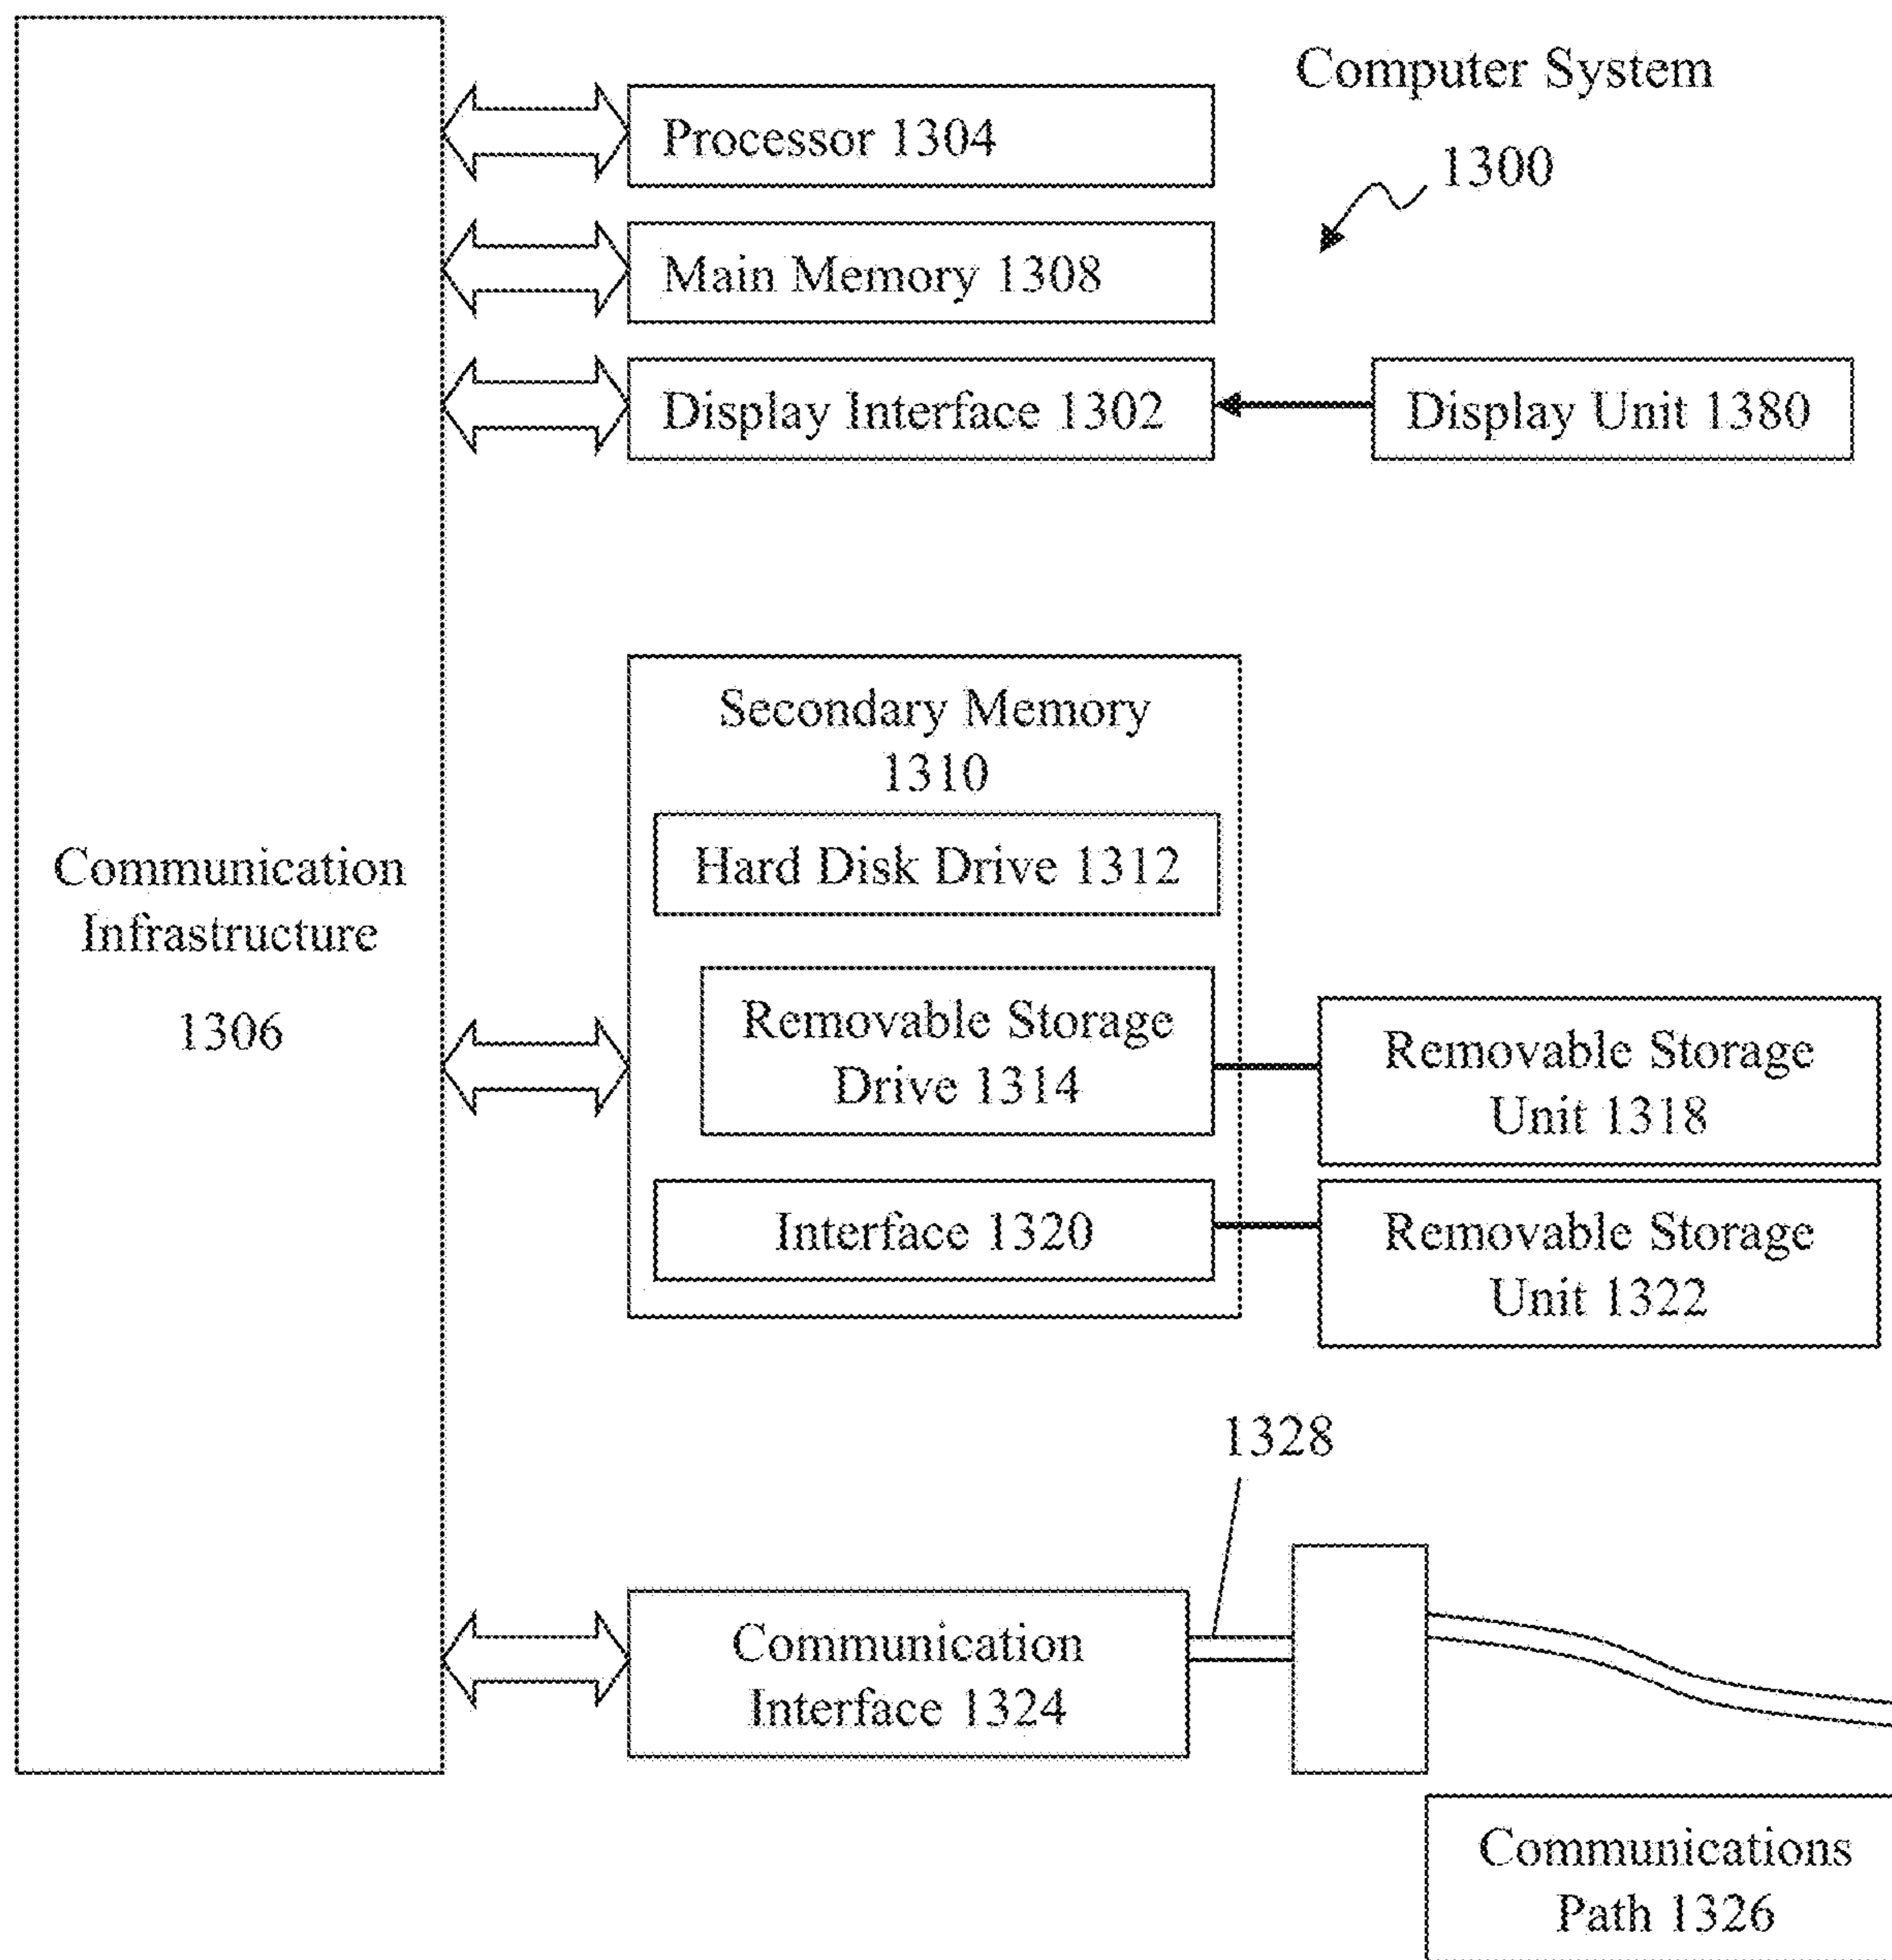 Computer System
1300
Processor 1304
Main Memory 1308
Display Interface 1302
Display Unit 1380
Communication
Infrastructure
1306
Secondary Memory
1310
Hard Disk Drive 1312
Removable Storage
Drive 1314
Removable Storage
Unit 1318
Interface 1320
Removable Storage
Unit 1322
1328
Communication
Interface 1324
Communications
Path 1326